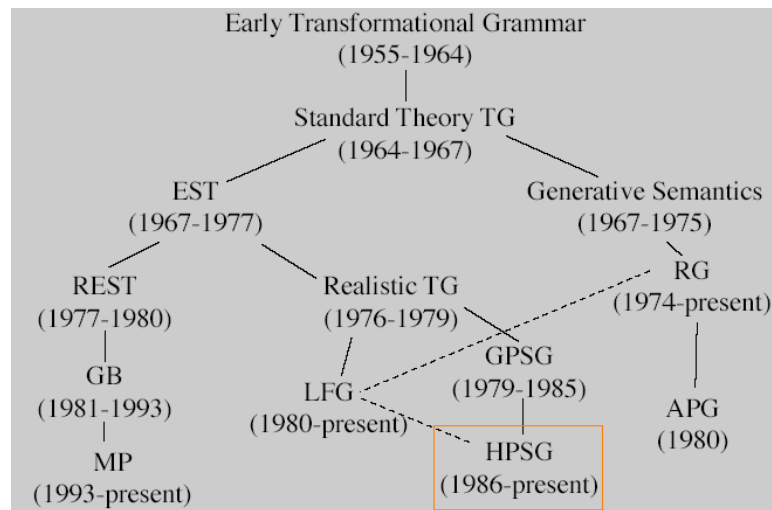 Early Transformational Grammar
(1955-1964)
Standard Theory TG
(1964-1967)
EST
(1967-1977)
Generative Semantics
(1967-1975)
REST
(1977-1980)
Realistic TG
(1976-1979)
RG
(1974-present)
GB
(1981-1993)
LFG
(1980-present)
GPSG
(1979-1985)
APG
(1980)
MP
(1993-present)
HPSG
(1986-present)